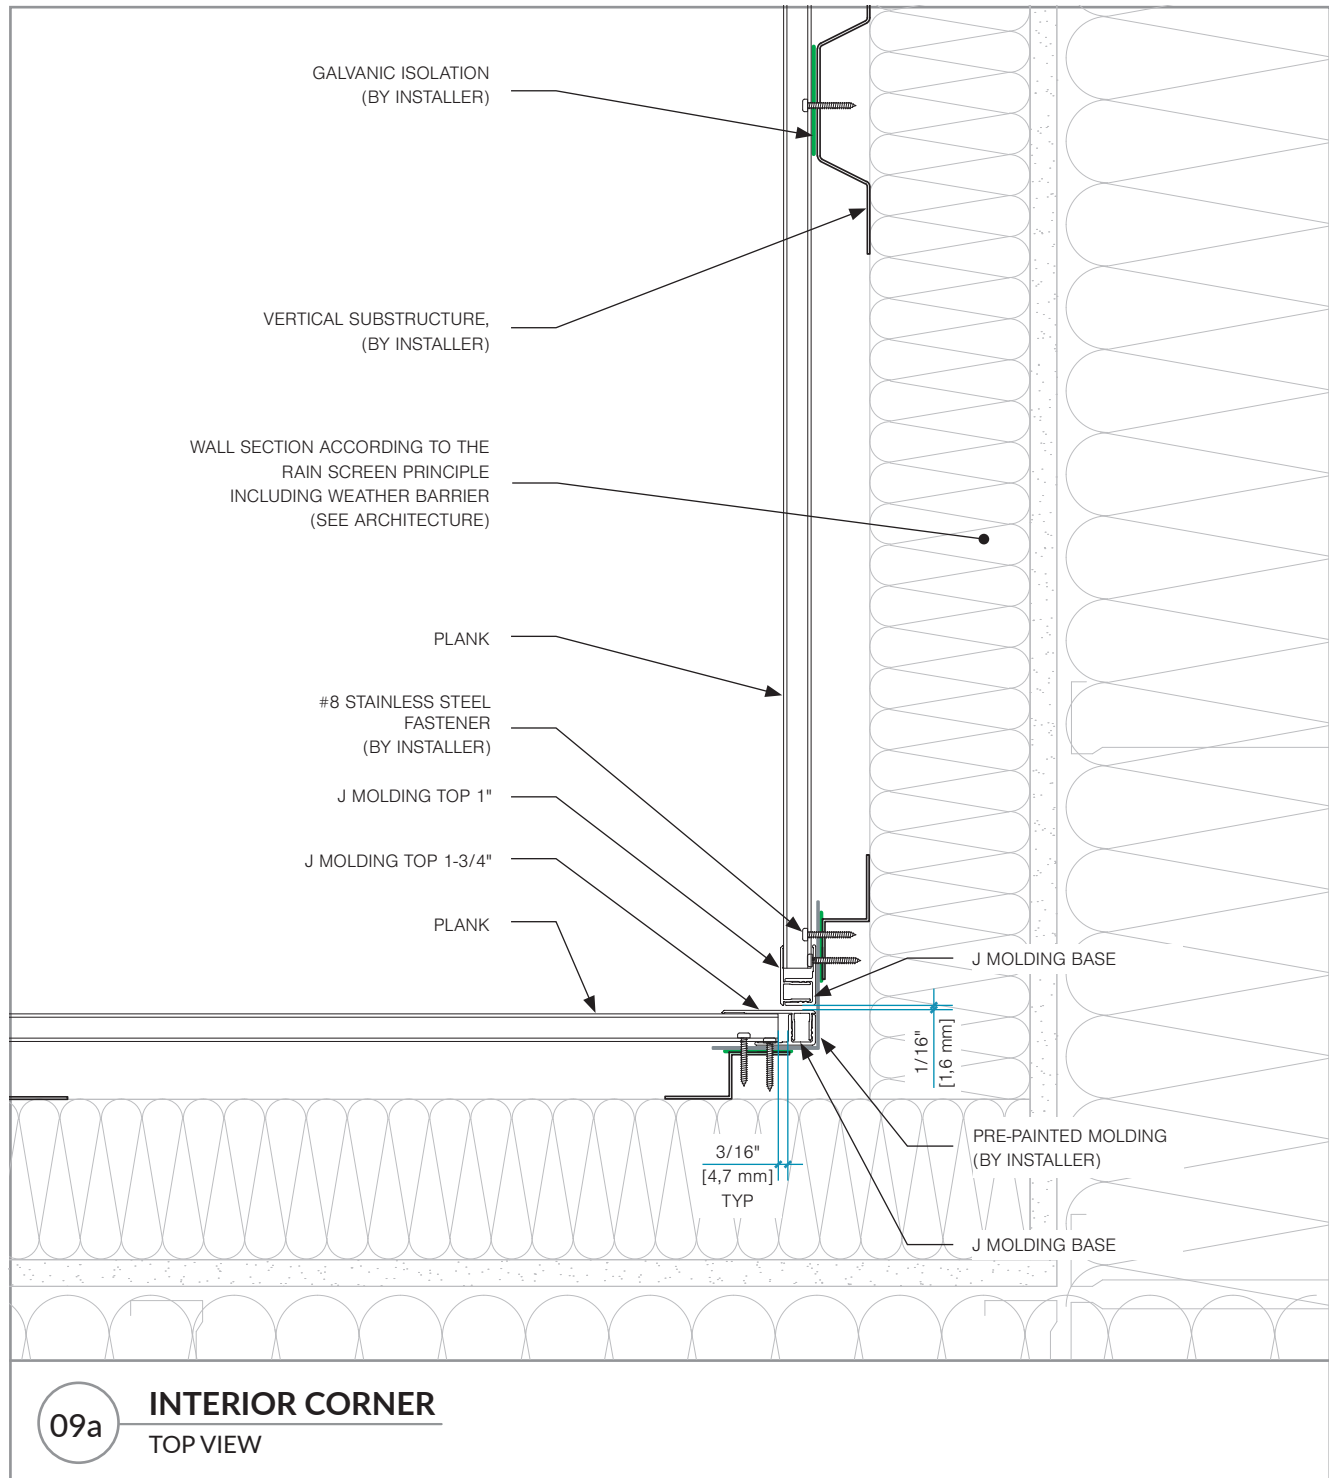 GALVANIC ISOLATION
(BY INSTALLER)
VERTICAL SUBSTRUCTURE,
(BY INSTALLER)
WALL SECTION ACCORDING TO THE
RAIN SCREEN PRINCIPLE
INCLUDING WEATHER BARRIER
(SEE ARCHITECTURE)
PLANK
#8 STAINLESS STEEL
FASTENER
(BY INSTALLER)
J MOLDING TOP 1"
J MOLDING TOP 1-3/4"
PLANK
J MOLDING BASE
1/16"
[1,6 mm]
PRE-PAINTED MOLDING
(BY INSTALLER)
3/16"
[4,7 mm]
TYP
J MOLDING BASE
09a
INTERIOR CORNER
TOP VIEW